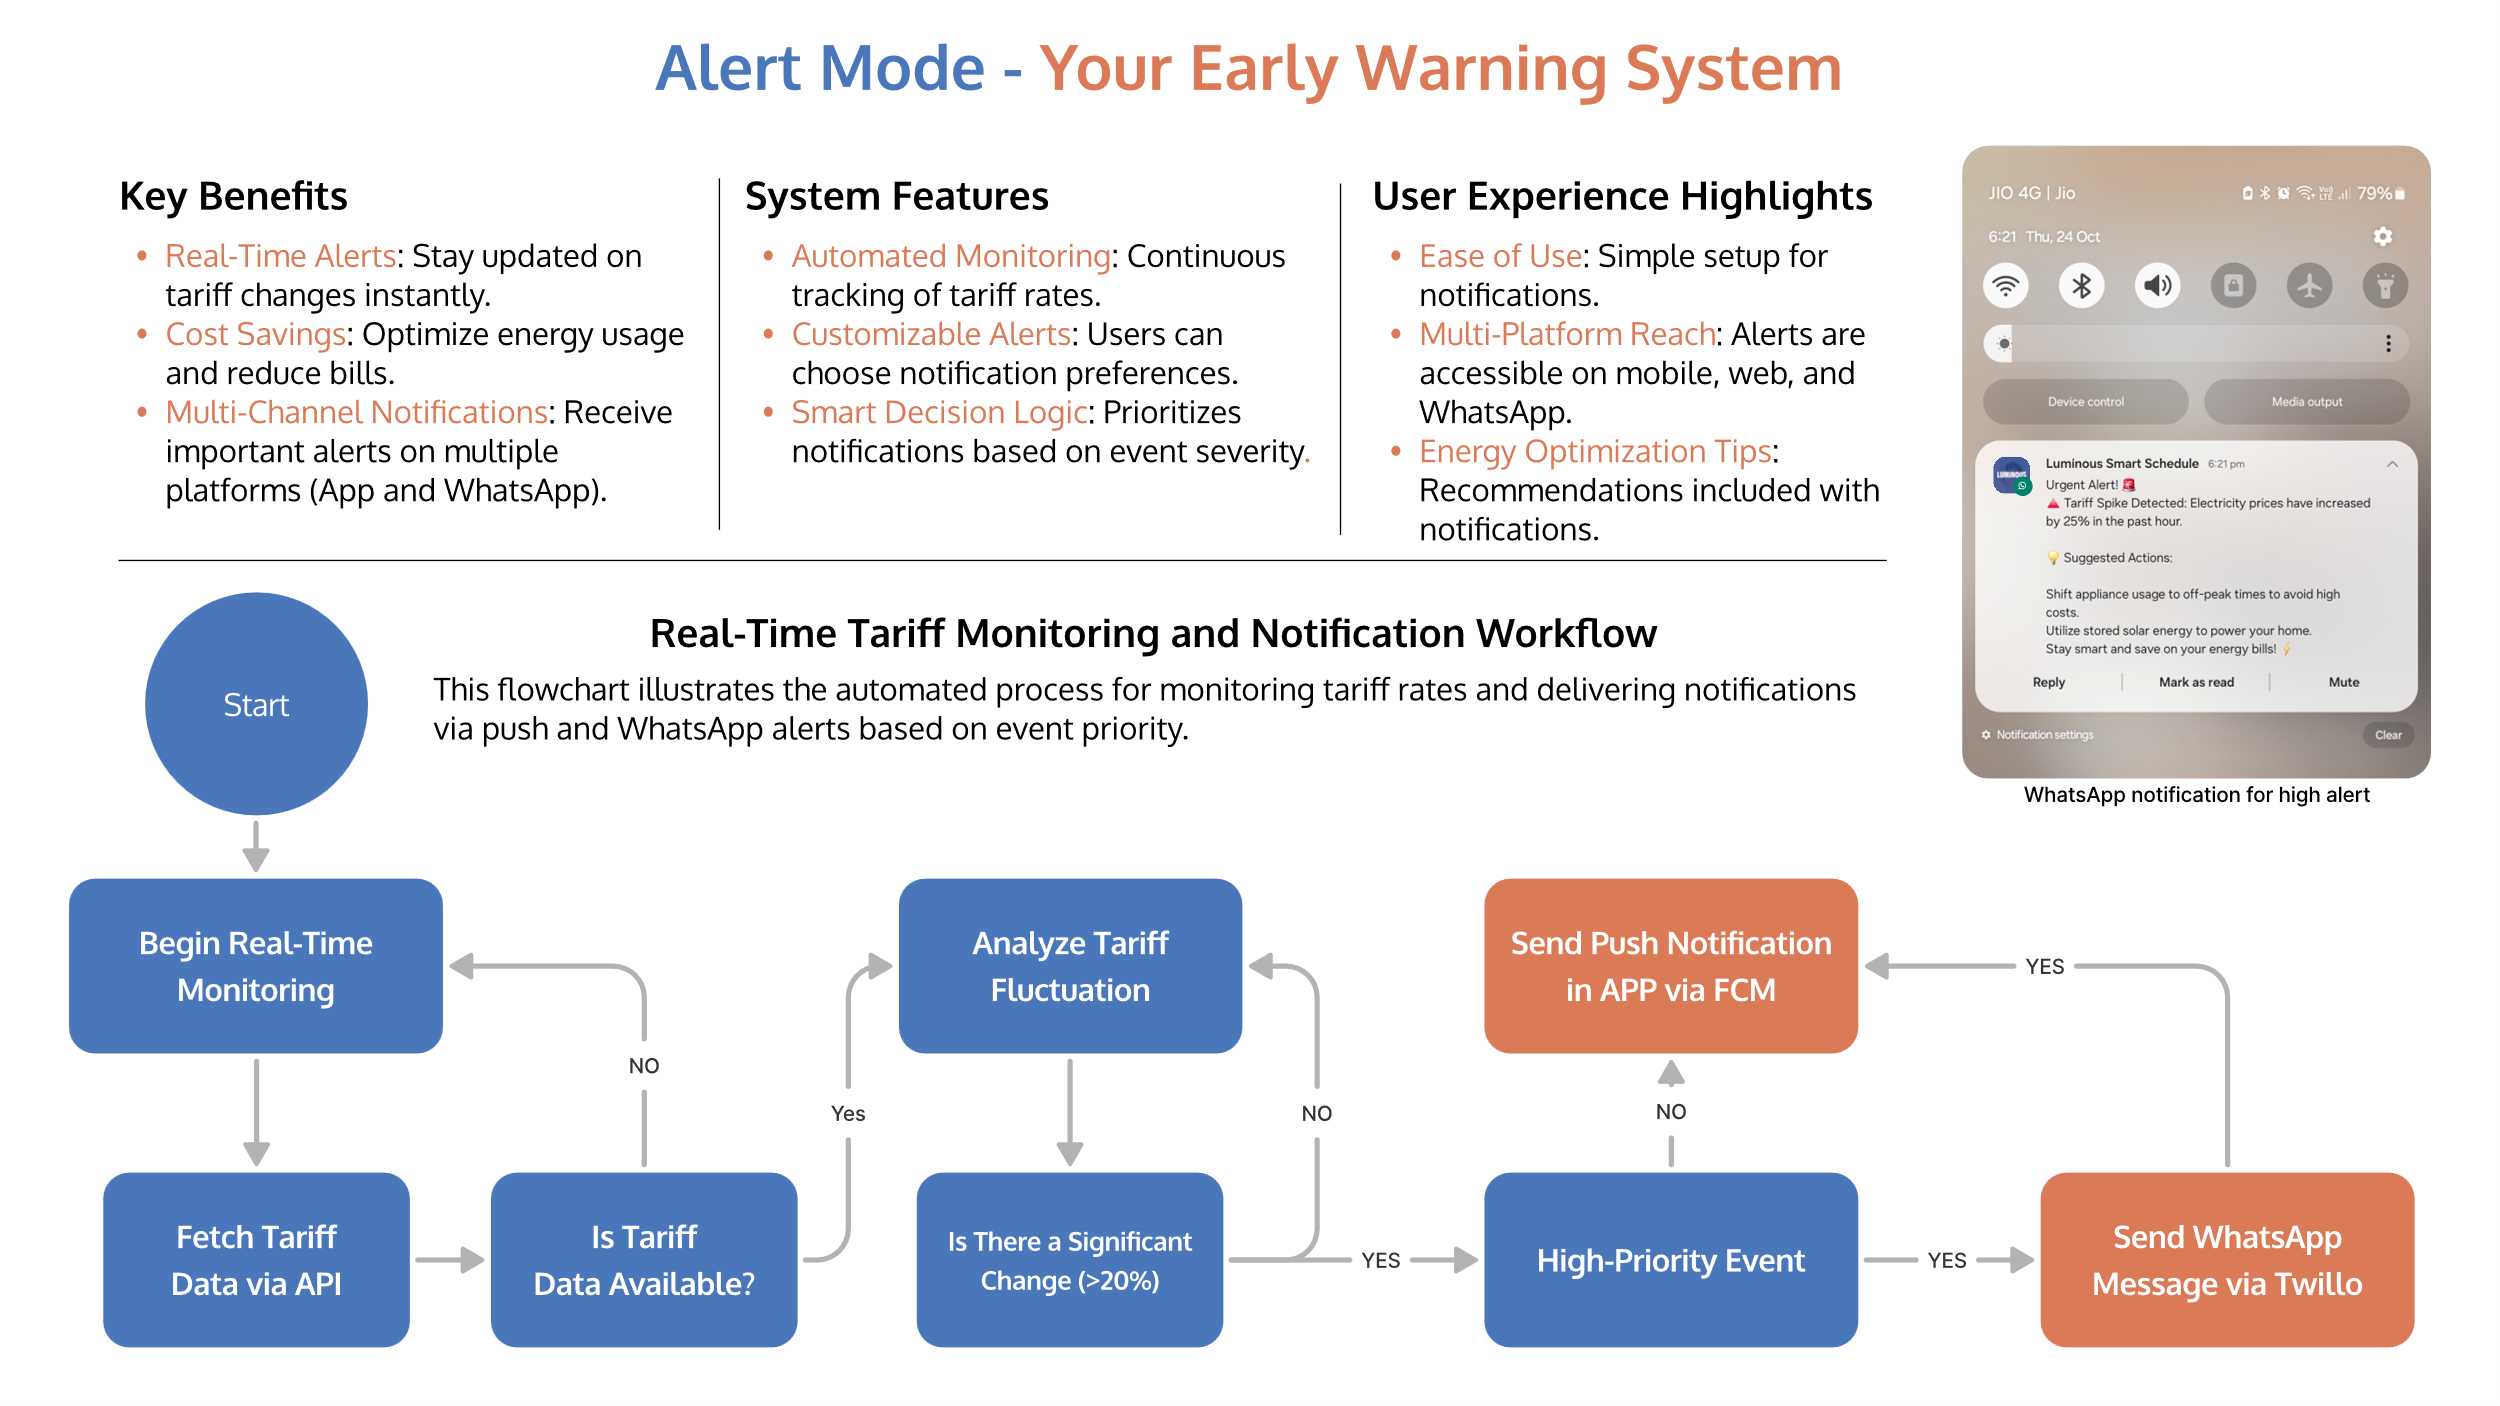 Alert Mode - Your Early Warning System
Key Benefits
• Real-Time Alerts: Stay updated on
tariff changes instantly.
• Cost Savings: Optimize energy usage
and reduce bills.
• Multi-Channel Notifications: Receive
important alerts on multiple
platforms (App and WhatsApp).
System Features
• Automated Monitoring: Continuous
tracking of tariff rates.
• Customizable Alerts: Users can
choose notification preferences.
• Smart Decision Logic: Prioritizes
notifications based on event severity.
User Experience Highlights
• Ease of Use: Simple setup for
notifications.
• Multi-Platform Reach: Alerts are
accessible on mobile, web, and
WhatsApp.
• Energy Optimization Tips:
Recommendations included with
notifications.
JIO 4G | Jio
79%
6:21 Thu, 24 Oct
Device control
Media output
LUMINOUS
Luminous Smart Schedule 6:21 pm
Urgent Alert! 🚨
🔺 Tariff Spike Detected: Electricity prices have increased
by 25% in the past hour.
💡 Suggested Actions:
Shift appliance usage to off-peak times to avoid high
costs.
Utilize stored solar energy to power your home.
Stay smart and save on your energy bills! ⚡
Reply
Mark as read
Mute
Notification settings
Clear
WhatsApp notification for high alert
Real-Time Tariff Monitoring and Notification Workflow
This flowchart illustrates the automated process for monitoring tariff rates and delivering notifications
via push and WhatsApp alerts based on event priority.
Start
Begin Real-Time
Monitoring
Fetch Tariff
Data via API
Is Tariff
Data Available?
NO
Yes
Analyze Tariff
Fluctuation
Is There a Significant
Change (>20%)
NO
YES
High-Priority Event
NO
Send Push Notification
in APP via FCM
YES
Send WhatsApp
Message via Twillo
YES